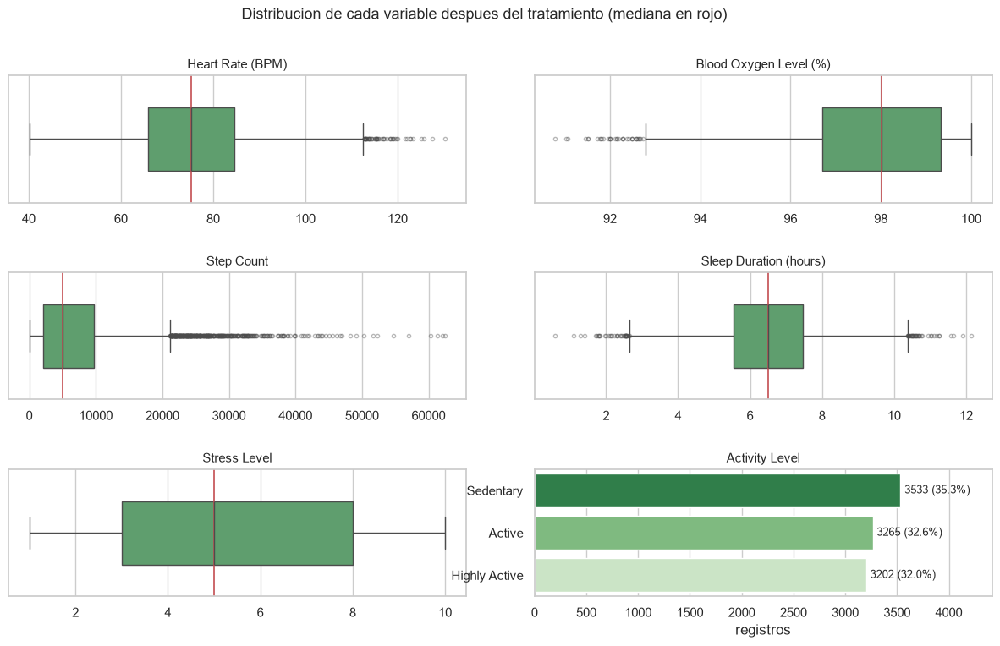 Distribucion de cada variable despues del tratamiento (mediana en rojo)
Heart Rate (BPM)
40 60 80 100 120
Blood Oxygen Level (%)
92 94 96 98 100
Step Count
0 10000 20000 30000 40000 50000 60000
Sleep Duration (hours)
2 4 6 8 10 12
Stress Level
2 4 6 8 10
Activity Level
Sedentary 3533 (35.3%)
Active 3265 (32.6%)
Highly Active 3202 (32.0%)
0 500 1000 1500 2000 2500 3000 3500 4000
registros